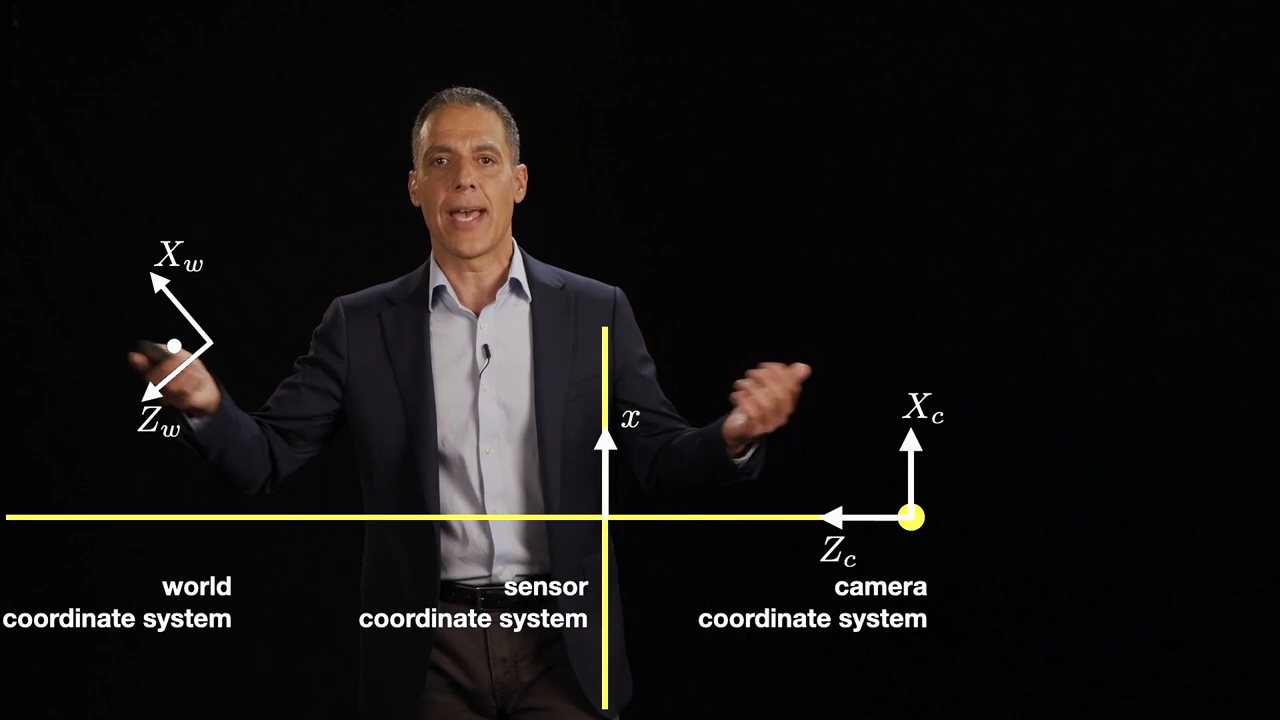 X_w
Z_w
x
X_c
Z_c
world
coordinate system
sensor
coordinate system
camera
coordinate system